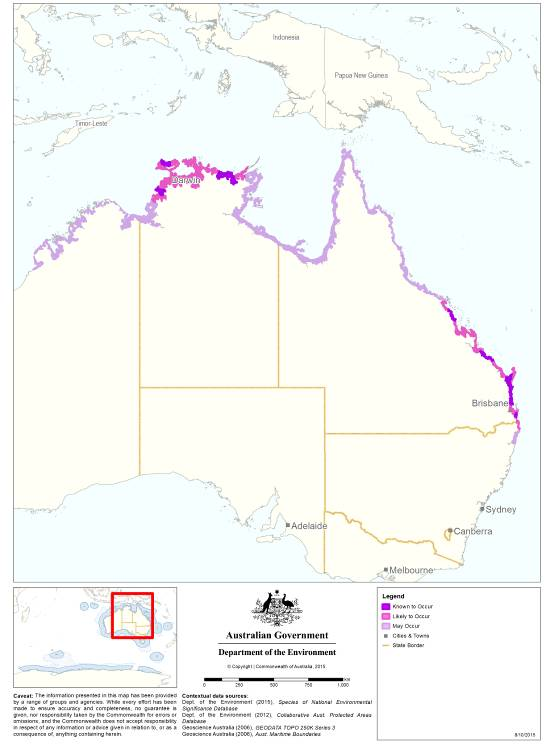 Indonesia
Papua New Guinea
Timor-Leste
Darwin
Brisbane
Sydney
Adelaide
Canberra
Melbourne
Australian Government
Department of the Environment
© Copyright | Commonwealth of Australia, 2015
0 250 500 750 1,000
Legend
Known to Occur
Likely to Occur
May Occur
Cities & Towns
State Border
Caveat: The information presented in this map has been provided
by a range of groups and agencies. While every effort has been
made to ensure accuracy and completeness, no guarantee is
given, nor responsibility taken by the Commonwealth for errors or
omissions, and the Commonwealth does not accept responsibility
in respect of any information or advice given in relation to, or as a
consequence of, anything containing herein.
Contextual data sources:
Dept. of the Environment (2015), Species of National Environmental
Significance Database
Dept. of the Environment (2012), Collaborative Aust. Protected Areas
Database
Geoscience Australia (2006), GEODATA TOPO 250K Series 3
Geoscience Australia (2006), Aust. Maritime Boundaries
8/10/2015